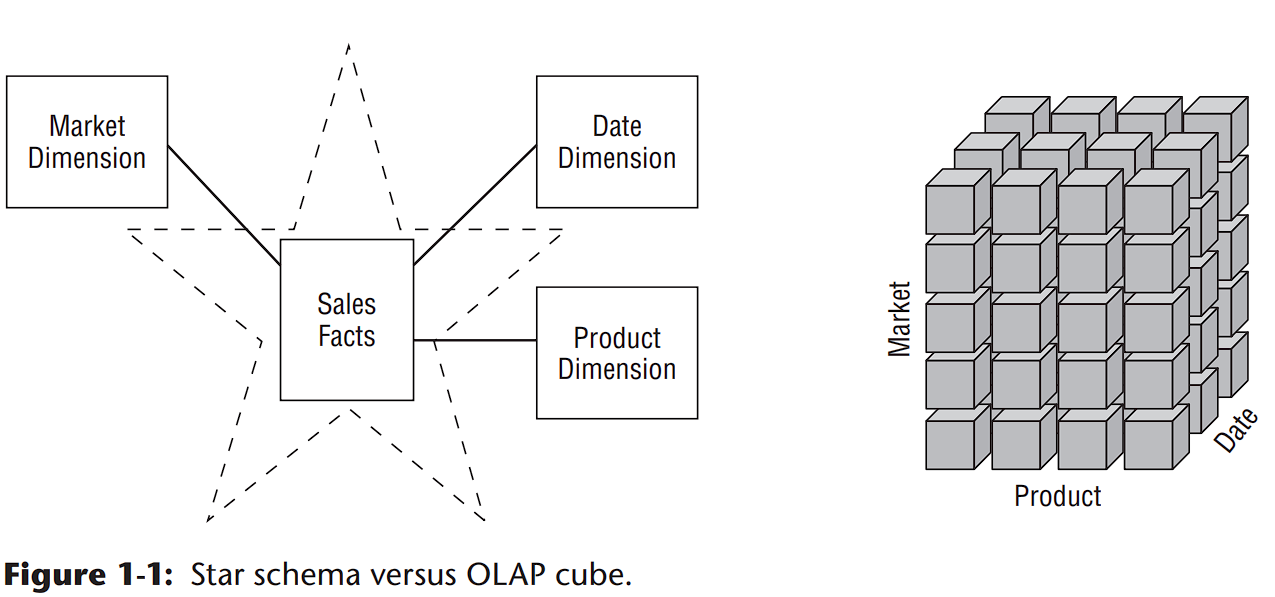 Market
Dimension
Date
Dimension
Sales
Facts
Product
Dimension
Market
Product
Date
Figure 1-1: Star schema versus OLAP cube.